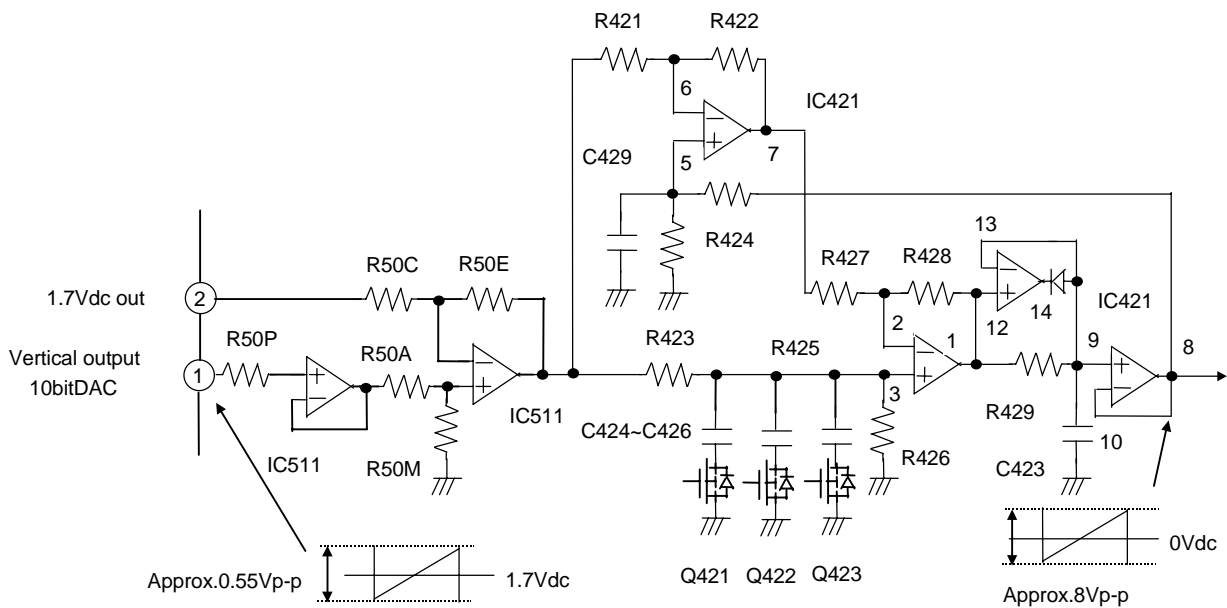 R421
R422
6
IC421
7
5
C429
R424
13
R427
R428
R50C
R50E
1.7Vdc out
2
IC421
14
12
2
9
8
1
R50P
R50A
R423
R425
Vertical output
1
10bitDAC
3
IC511
R429
C424~C426
R426
10
IC511
R50M
C423
0Vdc
Approx.0.55Vp-p
1.7Vdc
Q421
Q422
Q423
Approx.8Vp-p